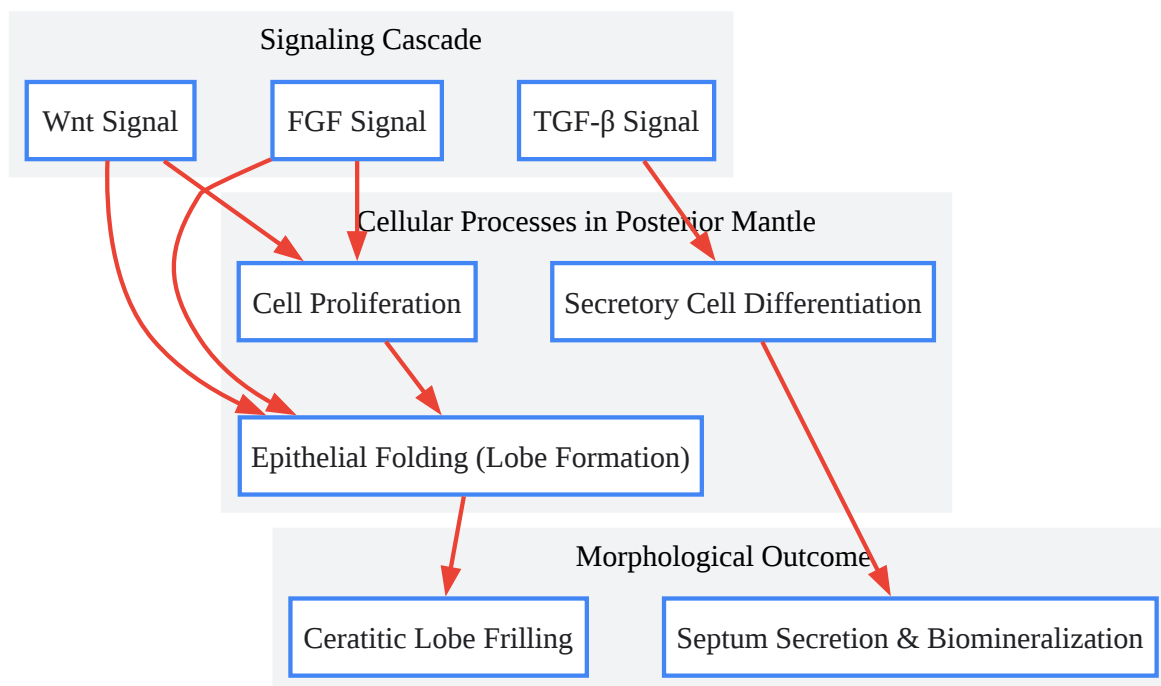 Signaling Cascade
Wnt Signal
FGF Signal
TGF-β Signal
Cellular Processes in Posterior Mantle
Cell Proliferation
Secretory Cell Differentiation
Epithelial Folding (Lobe Formation)
Morphological Outcome
Ceratitic Lobe Frilling
Septum Secretion & Biomineralization